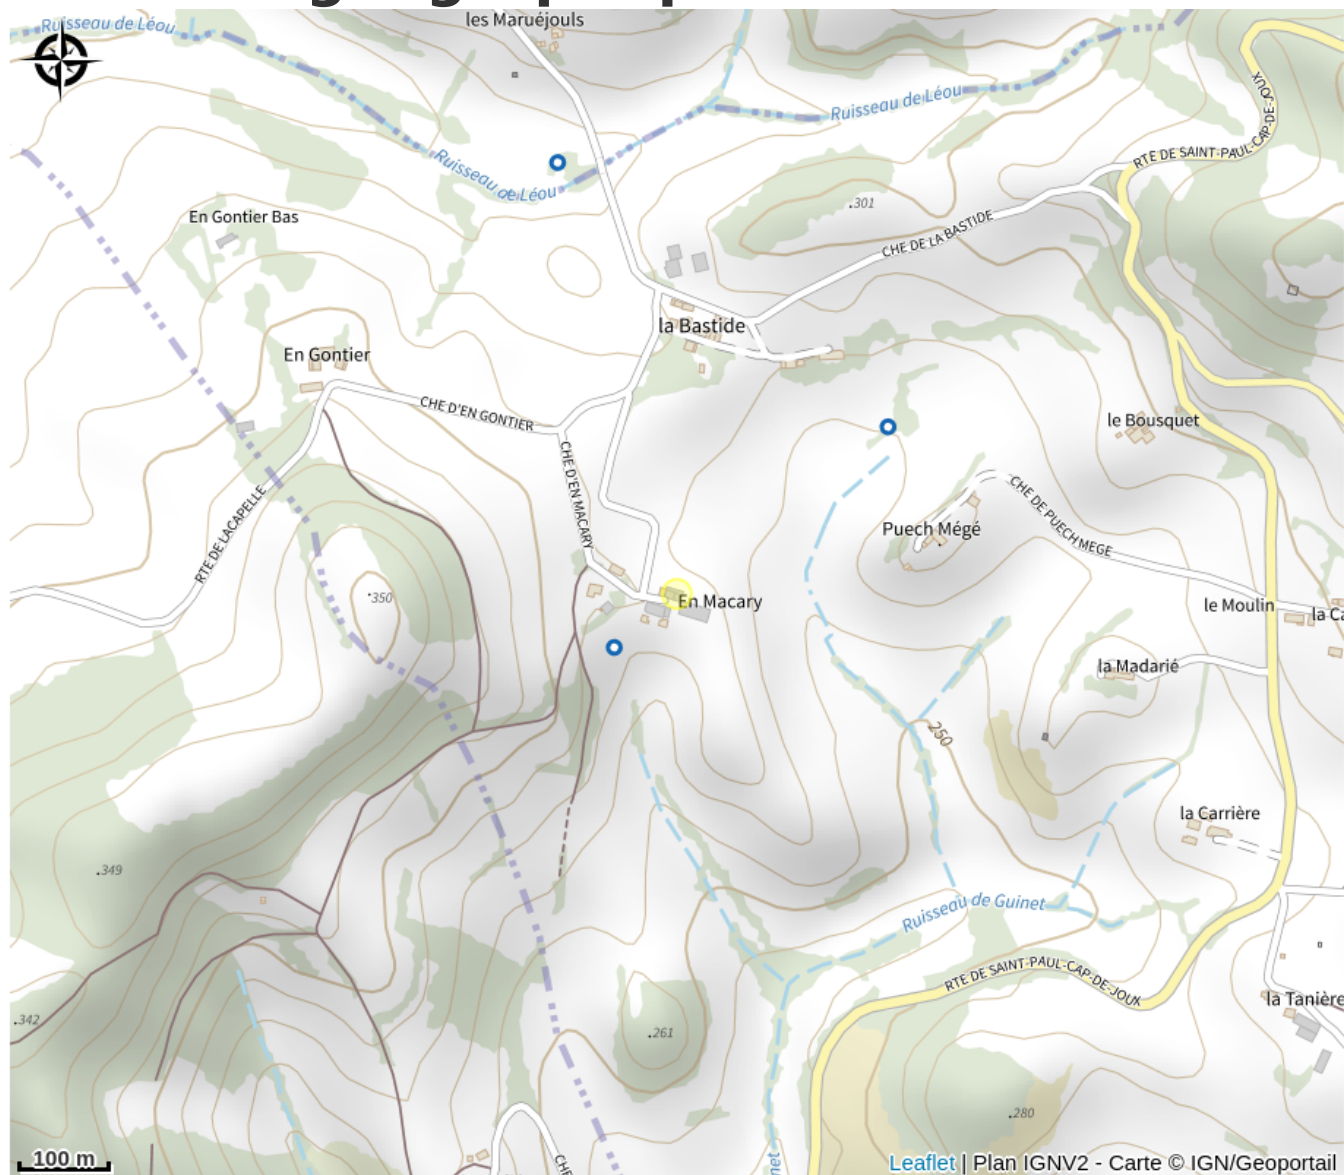 les Maruéjouls
Ruisseau de Léou
Ruisseau de Léou
Ruisseau de Léou
RTE DE SAINT-PAUL-CAP-DE-JOUX
.301
En Gontier Bas
CHE DE LA BASTIDE
la Bastide
En Gontier
CHE D'EN GONTIER
le Bousquet
CHE D'EN MACARY
RTE DE LACAPELLE
CHE DE PUECH MEGE
Puech Mégé
.350
En Macary
le Moulin
la Ca
la Madarié
250
la Carrière
.349
Ruisseau de Guinet
RTE DE SAINT-PAUL-CAP-DE-JOUX
la Tanière
.342
.261
.280
CHE
net
100 m
Leaflet | Plan IGNV2 - Carte © IGN/Geoportail